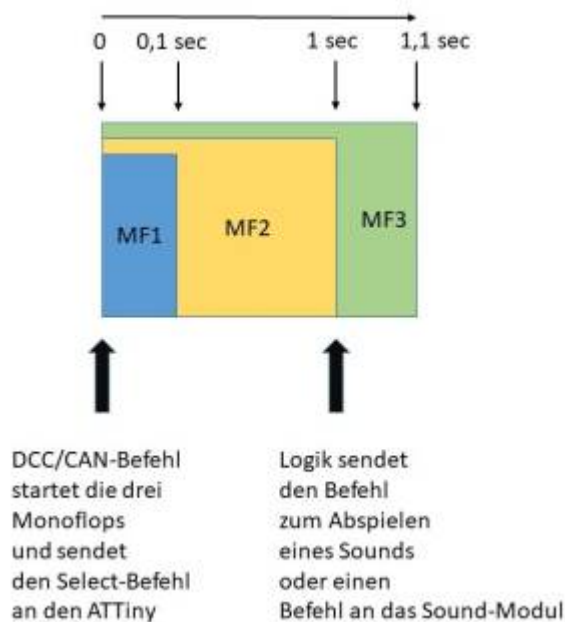 0 0,1 sec 1 sec 1,1 sec
MF1 MF2 MF3
DCC/CAN-Befehl
startet die drei
Monoflops
und sendet
den Select-Befehl
an den ATTiny
Logik sendet
den Befehl
zum Abspielen
eines Sounds
oder einen
Befehl an das Sound-Modul